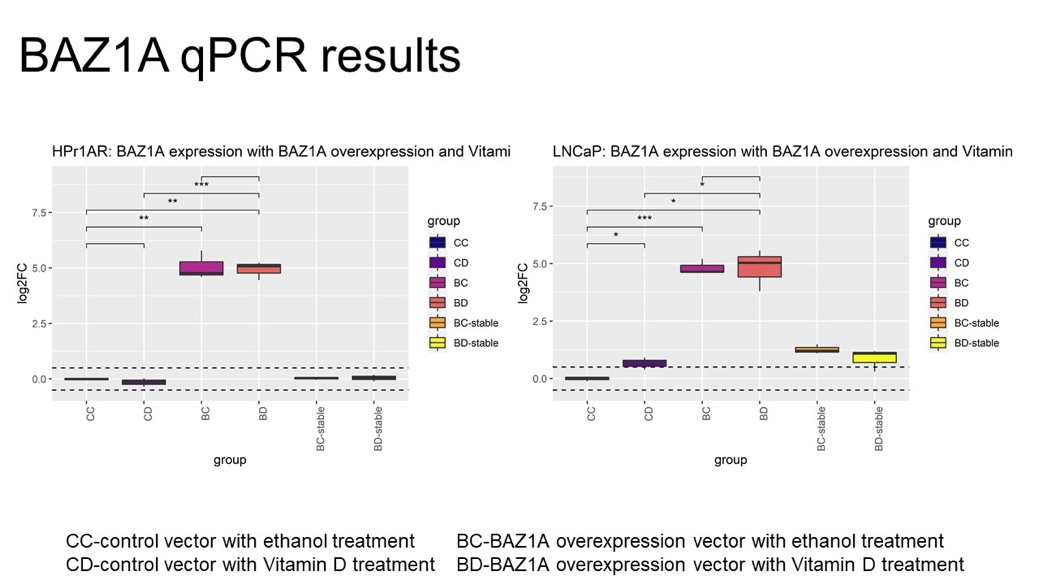 BAZ1A qPCR results
HPr1AR: BAZ1A expression with BAZ1A overexpression and Vitami
log2FC
7.5
5.0
2.5
0.0
***
**
**
CC
CD
BC
BD
BC-stable
BD-stable
group
group
CC
CD
BC
BD
BC-stable
BD-stable
LNCaP: BAZ1A expression with BAZ1A overexpression and Vitamin
log2FC
7.5
5.0
2.5
0.0
*
*
***
*
CC
CD
BC
BD
BC-stable
BD-stable
group
group
CC
CD
BC
BD
BC-stable
BD-stable
CC-control vector with ethanol treatment
CD-control vector with Vitamin D treatment
BC-BAZ1A overexpression vector with ethanol treatment
BD-BAZ1A overexpression vector with Vitamin D treatment